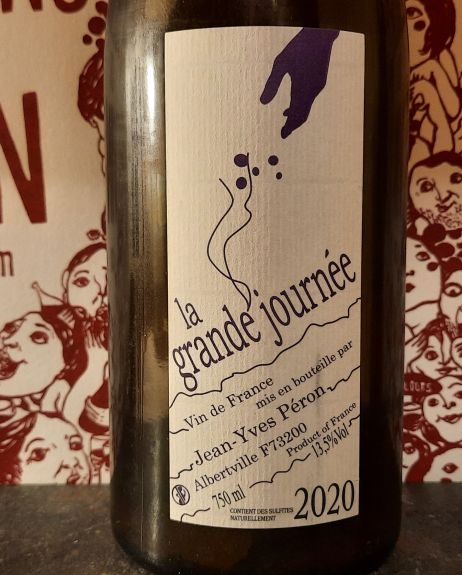 N
m
la
grande journée
Vin de France
mis en bouteille par
Jean-Yves Péron
Albertville F73200
Product of France
750 ml
13,5%Vol
CONTIENT DES SULFITES
NATURELLEMENT
2020